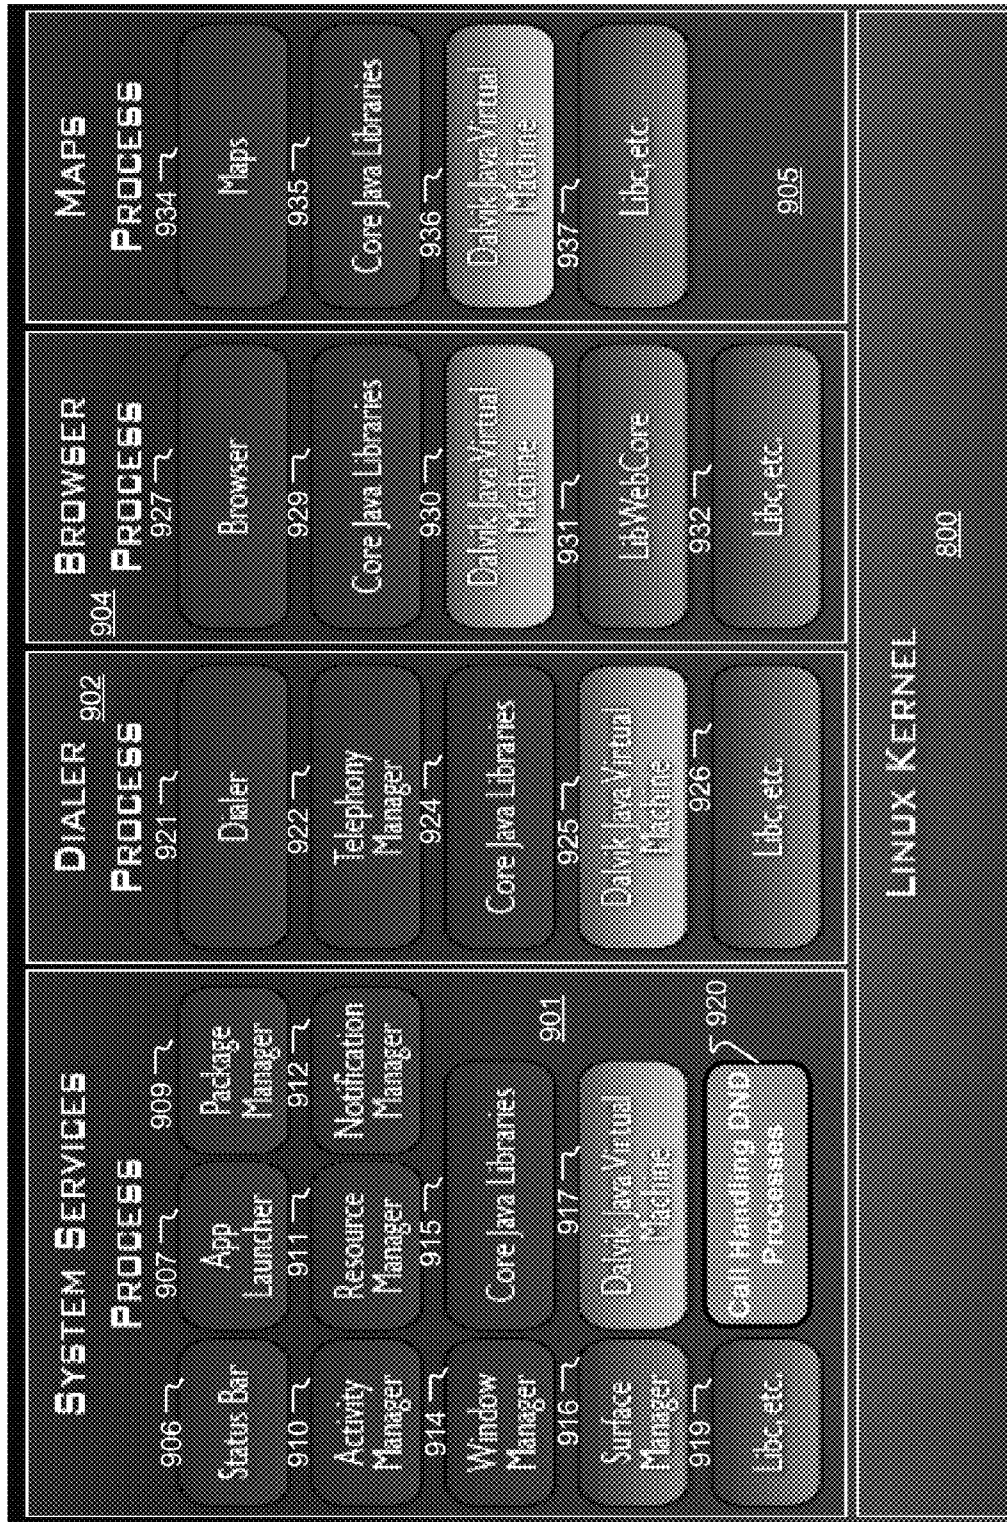 SYSTEM SERVICES
PROCESS
906
907
909
Status Bar
App
Launcher
Package
Manager
910
911
912
Activity
Manager
Resource
Manager
Notification
Manager
914
915
Window
Manager
Core Java Libraries
901
916
917
Surface
Manager
Dalvik Java Virtual
Machine
919
920
Libc, etc.
Call Handing DND
Processes
DIALER
902
PROCESS
921
Dialer
922
Telephony
Manager
924
Core Java Libraries
925
Dalvik Java Virtual
Machine
926
Libc, etc.
BROWSER
904
PROCESS
927
Browser
929
Core Java Libraries
930
Dalvik Java Virtual
Machine
931
LibWebCore
932
Libc, etc.
MAPS
PROCESS
934
Maps
935
Core Java Libraries
936
Dalvik Java Virtual
Machine
937
Libc, etc.
905
LINUX KERNEL
800